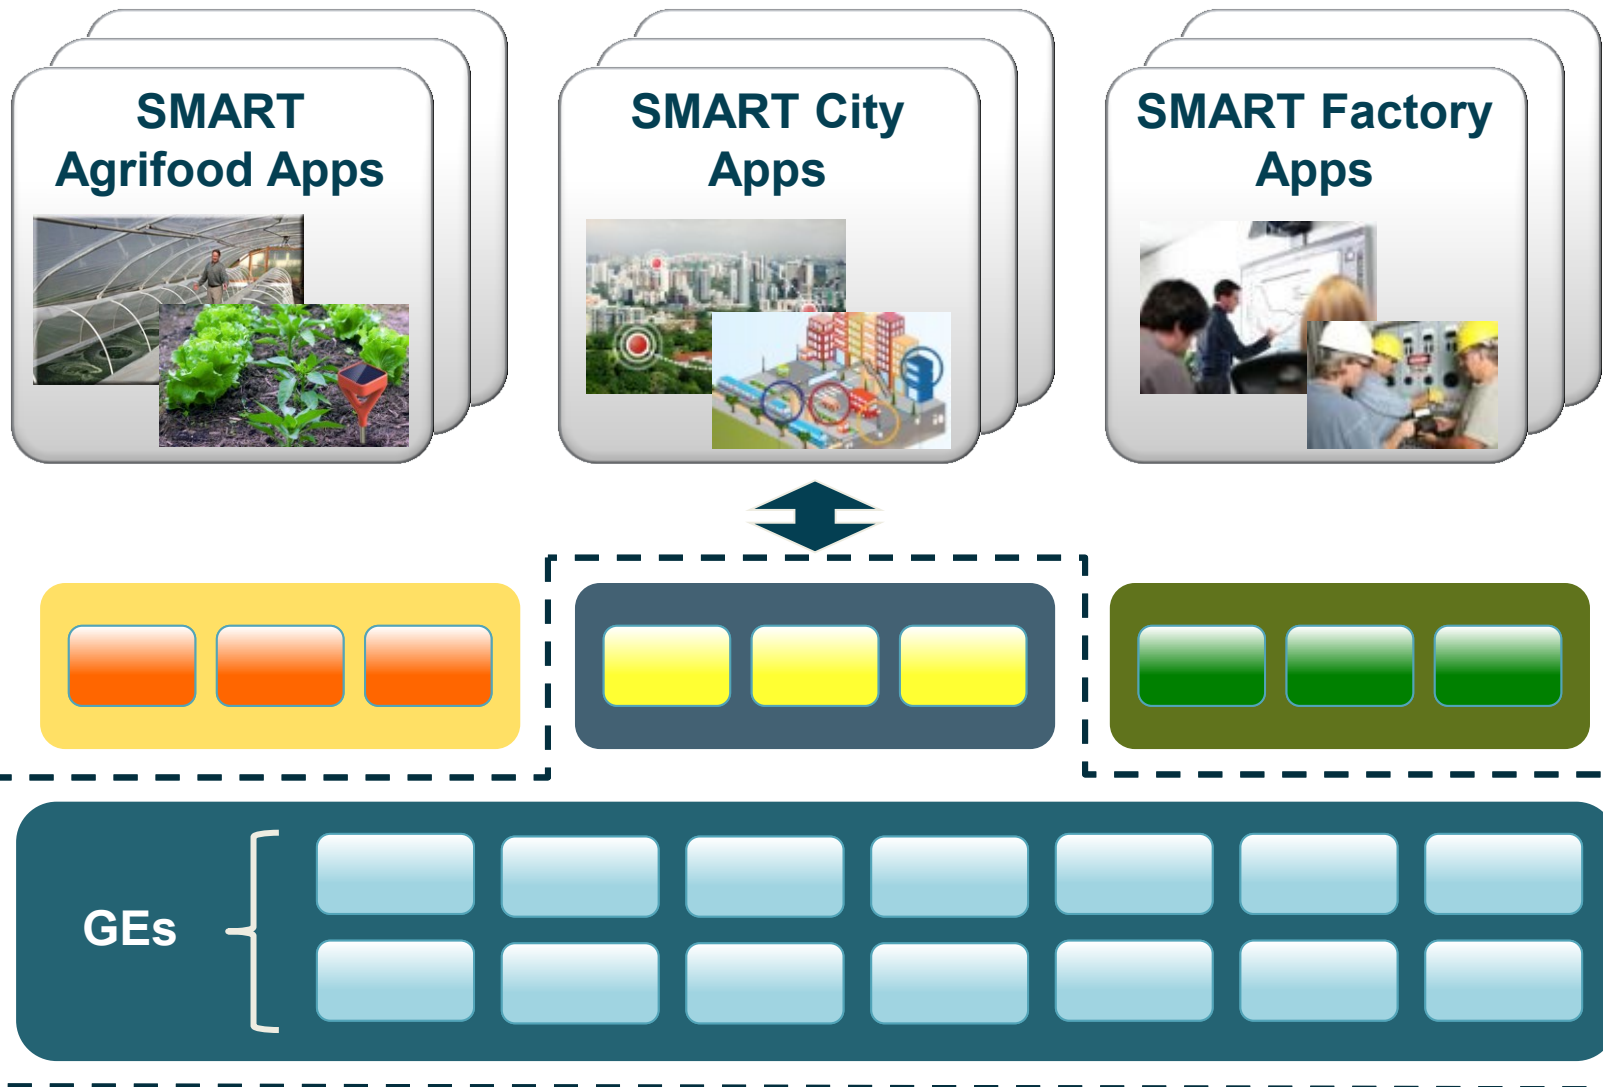 SMART
Agrifood Apps
SMART City
Apps
SMART Factory
Apps
GEs